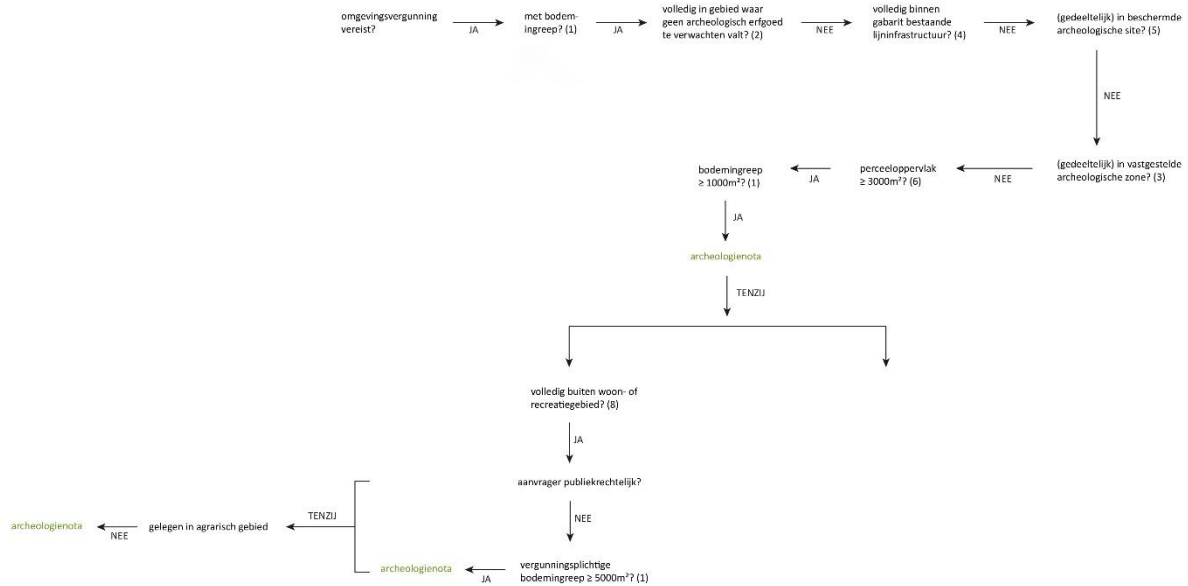 omgevingsvergunning
vereist?
JA
met bodem-
ingreep? (1)
JA
volledig in gebied waar
geen archeologisch erfgoed
te verwachten valt? (2)
NEE
volledig binnen
gabarit bestaande
lijninfrastructuur? (4)
NEE
(gedeeltelijk) in beschermde
archeologische site? (5)
NEE
(gedeeltelijk) in vastgestelde
archeologische zone? (3)
NEE
perceeloppervlak
≥ 3000m²? (6)
JA
bodemingreep
≥ 1000m²? (1)
JA
archeologienota
TENZIJ
volledig buiten woon- of
recreatiegebied? (8)
JA
aanvrager publiekrechtelijk?
NEE
vergunningsplichtige
bodemingreep ≥ 5000m²? (1)
JA
archeologienota
TENZIJ
gelegen in agrarisch gebied
NEE
archeologienota